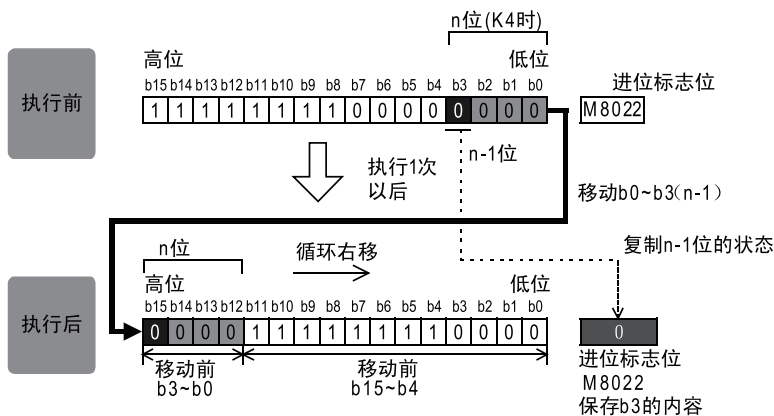 n位(K4时)
高位
低位
b15 b14 b13 b12 b11 b10 b9 b8 b7 b6 b5 b4 b3 b2 b1 b0
进位标志位
执行前
1 1 1 1 1 1 1 1 0 0 0 0 0 0 0 0
M8022
执行1次
以后
n-1位
移动b0~b3(n-1)
n位
循环右移
复制n-1位的状态
高位
低位
b15 b14 b13 b12 b11 b10 b9 b8 b7 b6 b5 b4 b3 b2 b1 b0
执行后
0 0 0 0 1 1 1 1 1 1 1 1 0 0 0 0
0
移动前
b3~b0
移动前
b15~b4
进位标志位
M8022
保存b3的内容